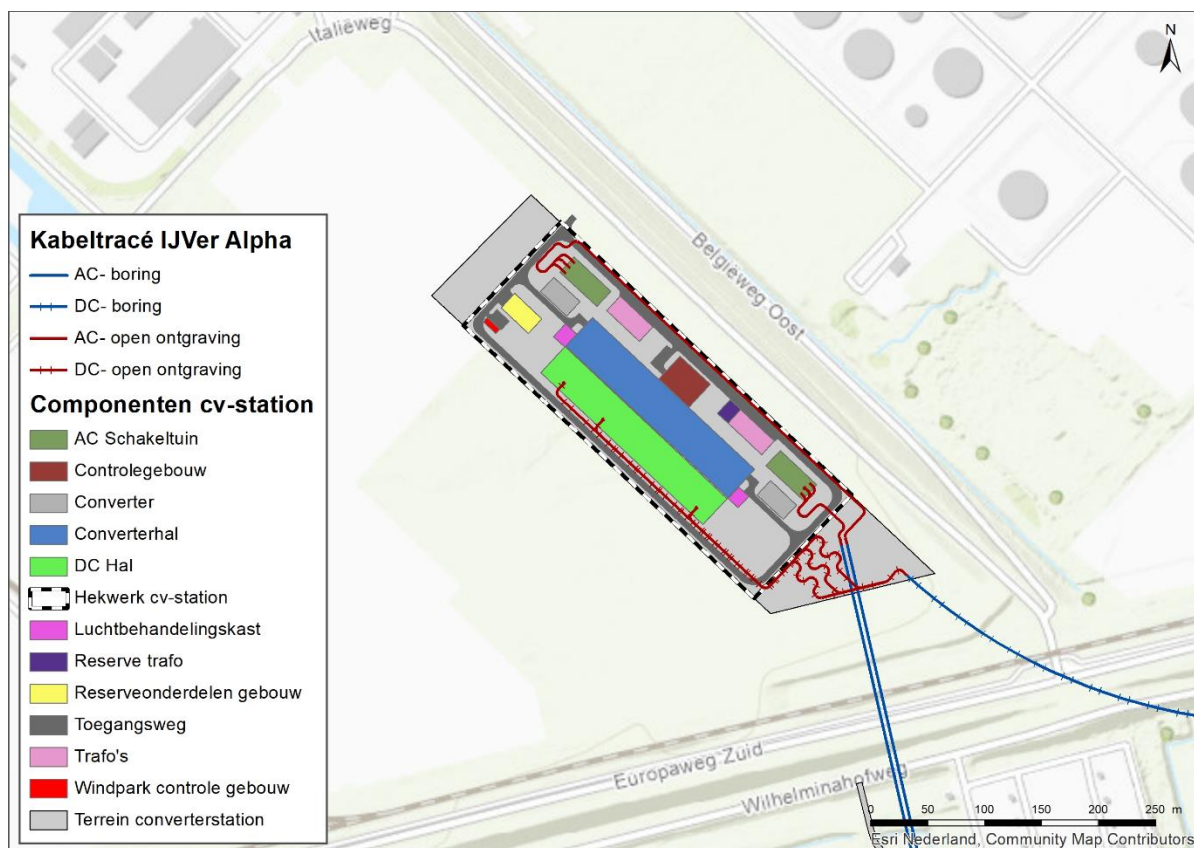 Italiëweg
N
Belgiëweg Oost
Kabeltracé IJVer Alpha
AC- boring
DC- boring
AC- open ontgraving
DC- open ontgraving
Componenten cv-station
AC Schakeltuin
Controlegebouw
Converter
Converterhal
DC Hal
Hekwerk cv-station
Luchtbehandelingskast
Reserve trafo
Reserveonderdelen gebouw
Toegangsweg
Trafo's
Windpark controle gebouw
Terrein converterstation
Europaweg Zuid
Wilhelminahofweg
0 50 100 150 200 250 m
Esri Nederland, Community Map Contributors